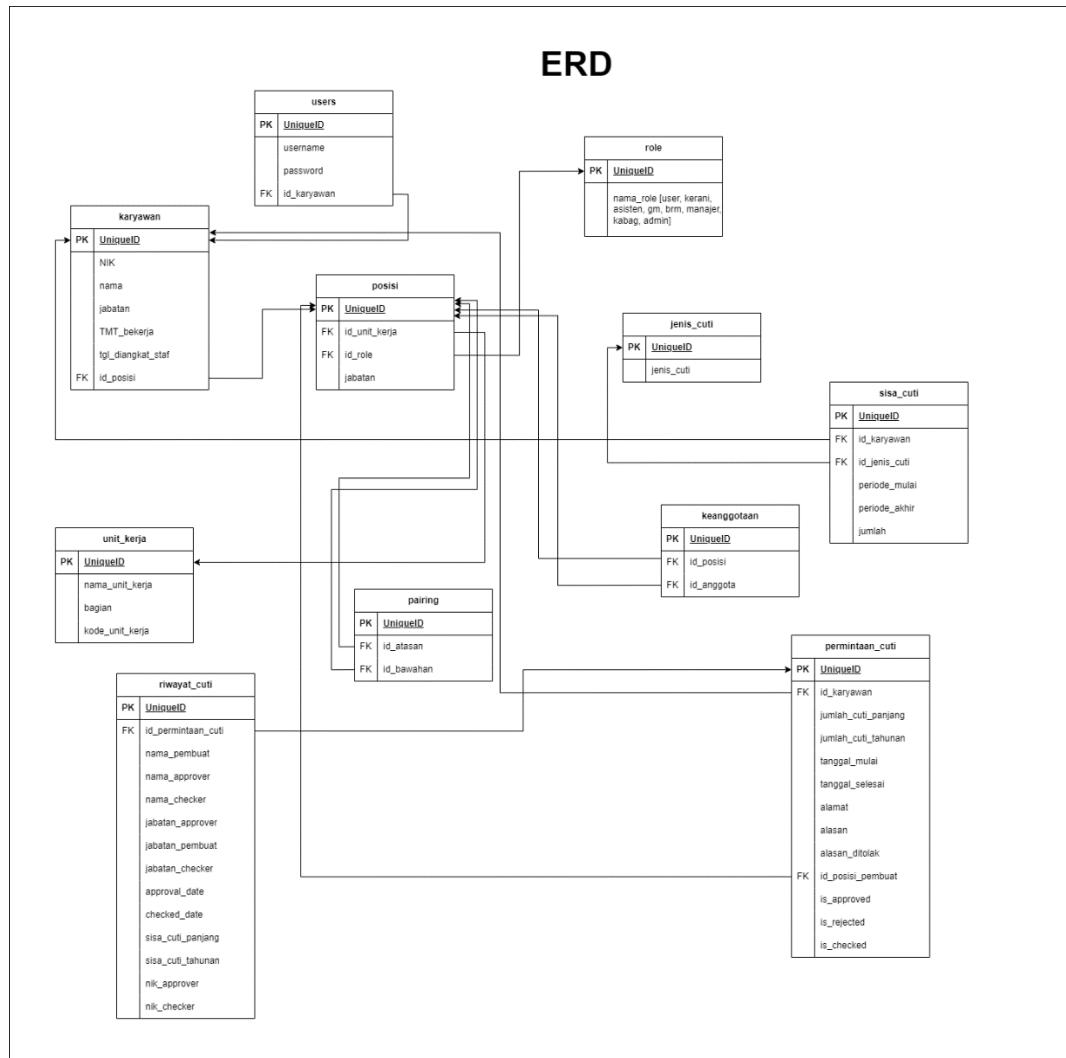 ERD
users
PK UniqueID
username
password
FK id_karyawan
role
PK UniqueID
nama_role [user, kerani,
asisten, gm, brm, manajer,
kabag, admin]
karyawan
PK UniqueID
NIK
nama
jabatan
TMT_bekerja
tgl_diangkat_staf
FK id_posisi
posisi
PK UniqueID
FK id_unit_kerja
FK id_role
jabatan
jenis_cuti
PK UniqueID
jenis_cuti
sisa_cuti
PK UniqueID
FK id_karyawan
FK id_jenis_cuti
periode_mulai
periode_akhir
jumlah
keanggotaan
PK UniqueID
FK id_posisi
FK id_anggota
unit_kerja
PK UniqueID
nama_unit_kerja
bagian
kode_unit_kerja
pairing
PK UniqueID
FK id_atasan
FK id_bawahan
permintaan_cuti
PK UniqueID
FK id_karyawan
jumlah_cuti_panjang
jumlah_cuti_tahunan
tanggal_mulai
tanggal_selesai
alamat
alasan
alasan_ditolak
FK id_posisi_pembuat
is_approved
is_rejected
is_checked
riwayat_cuti
PK UniqueID
FK id_permintaan_cuti
nama_pembuat
nama_approver
nama_checker
jabatan_approver
jabatan_pembuat
jabatan_checker
approval_date
checked_date
sisa_cuti_panjang
sisa_cuti_tahunan
nik_approver
nik_checker